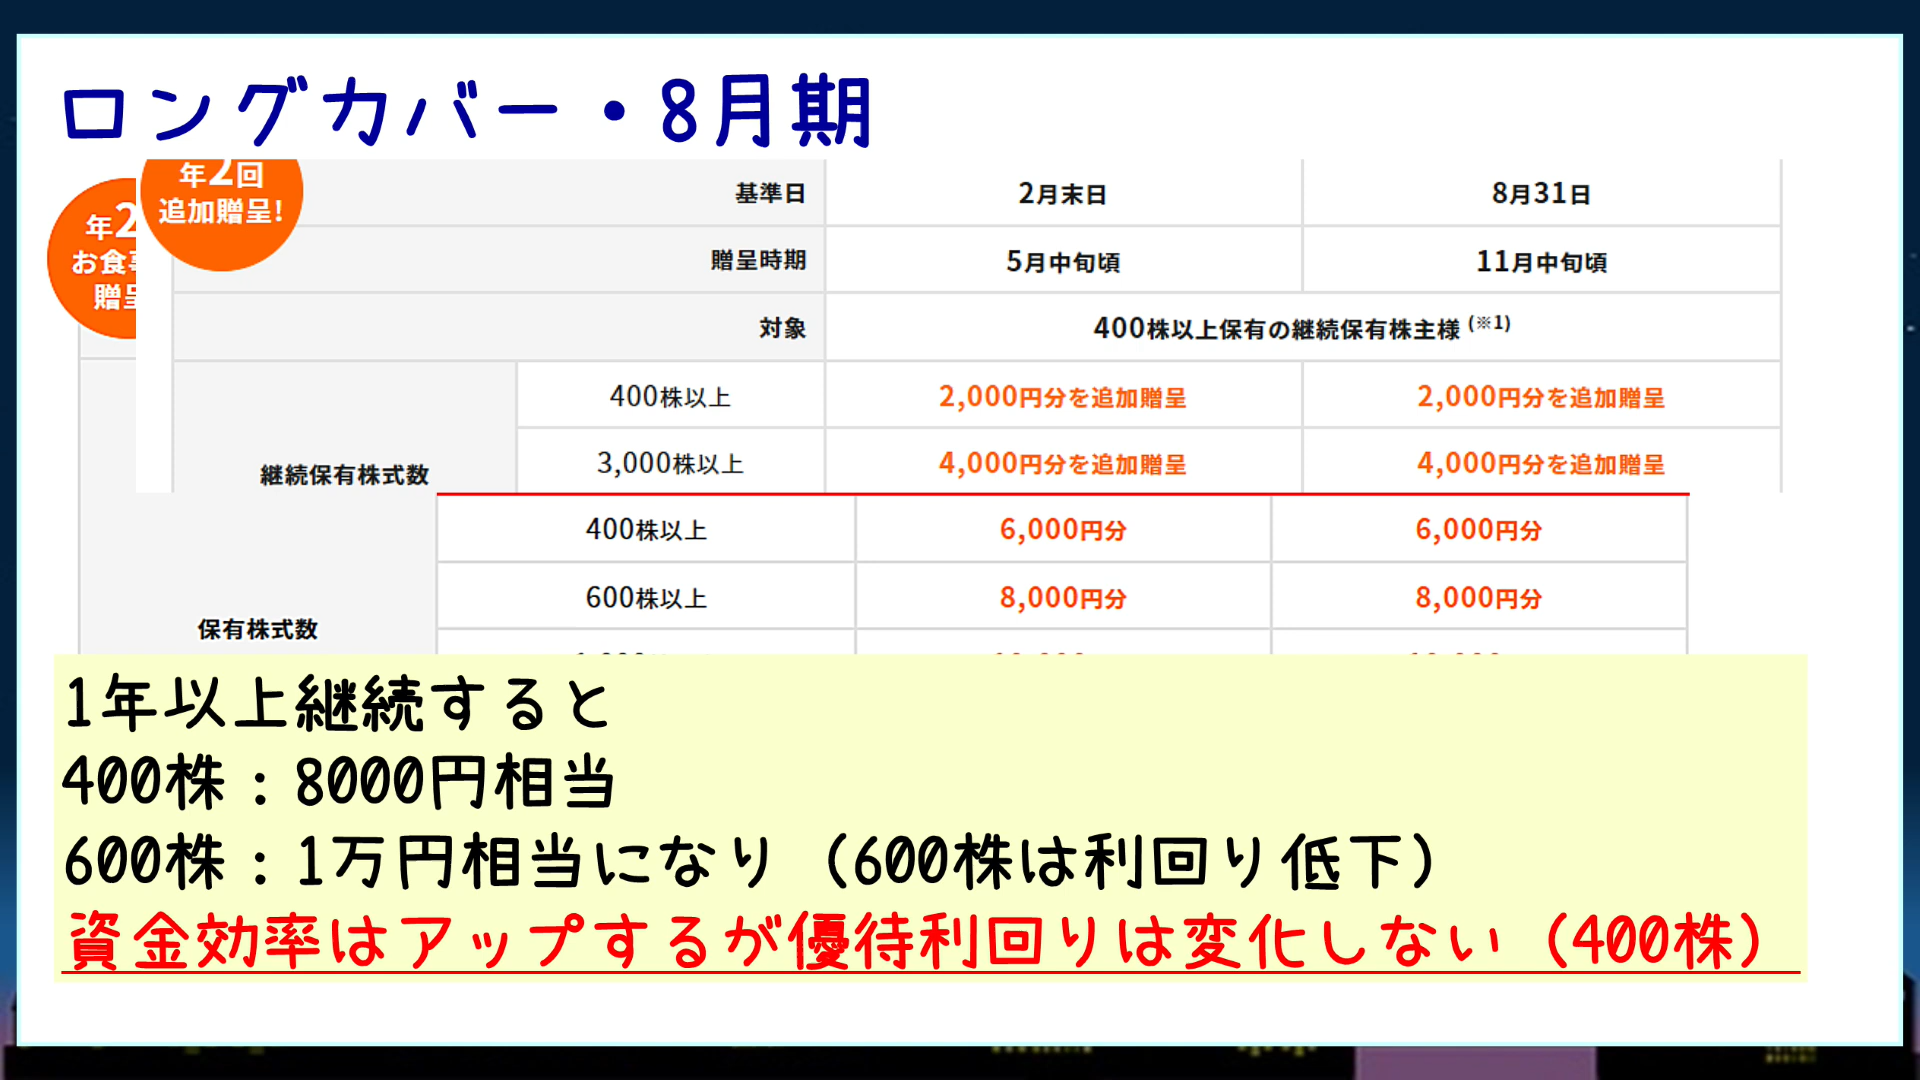 ロングカバー・8月期
年2回
追加贈呈!
年2
お食
贈呈
基準日 2月末日 8月31日
贈呈時期 5月中旬頃 11月中旬頃
対象 400株以上保有の継続保有株主様(※1)
継続保有株式数
400株以上 2,000円分を追加贈呈 2,000円分を追加贈呈
3,000株以上 4,000円分を追加贈呈 4,000円分を追加贈呈
保有株式数
400株以上 6,000円分 6,000円分
600株以上 8,000円分 8,000円分
1年以上継続すると
400株：8000円相当
600株：1万円相当になり（600株は利回り低下）
資金効率はアップするが優待利回りは変化しない（400株）